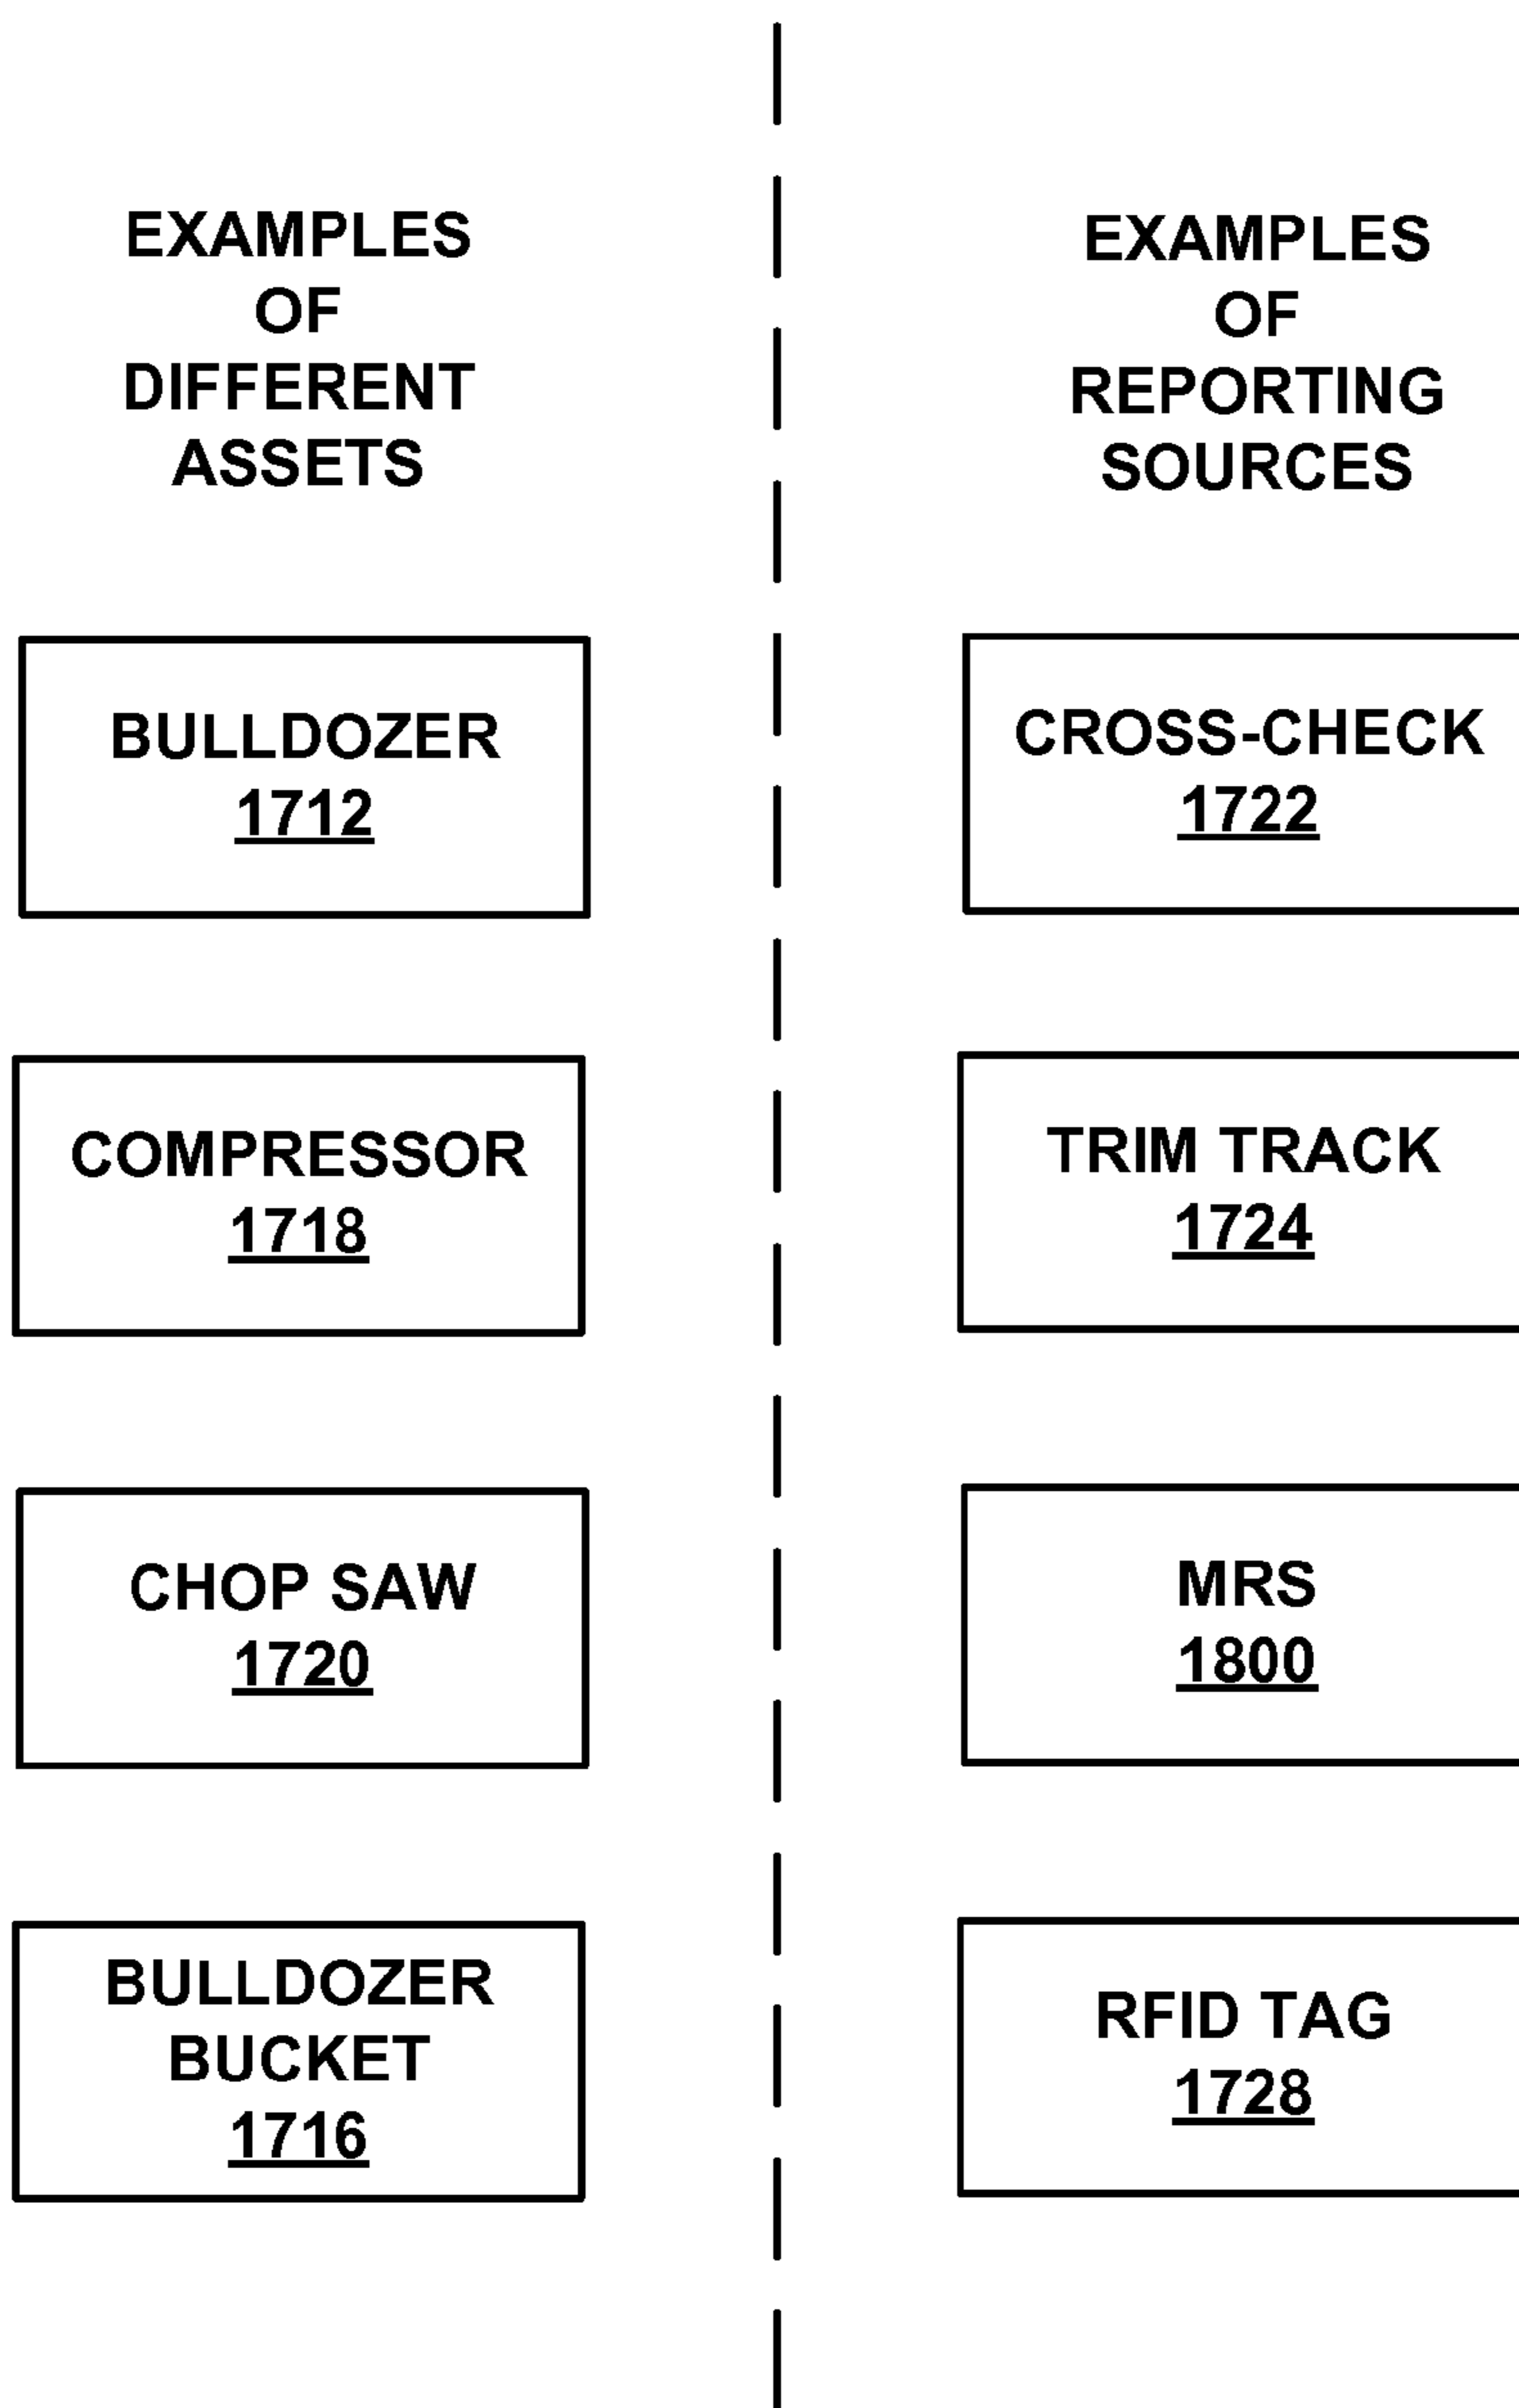 EXAMPLES
OF
DIFFERENT
ASSETS
BULLDOZER
1712
COMPRESSOR
1718
CHOP SAW
1720
BULLDOZER
BUCKET
1716
EXAMPLES
OF
REPORTING
SOURCES
CROSS-CHECK
1722
TRIM TRACK
1724
MRS
1800
RFID TAG
1728